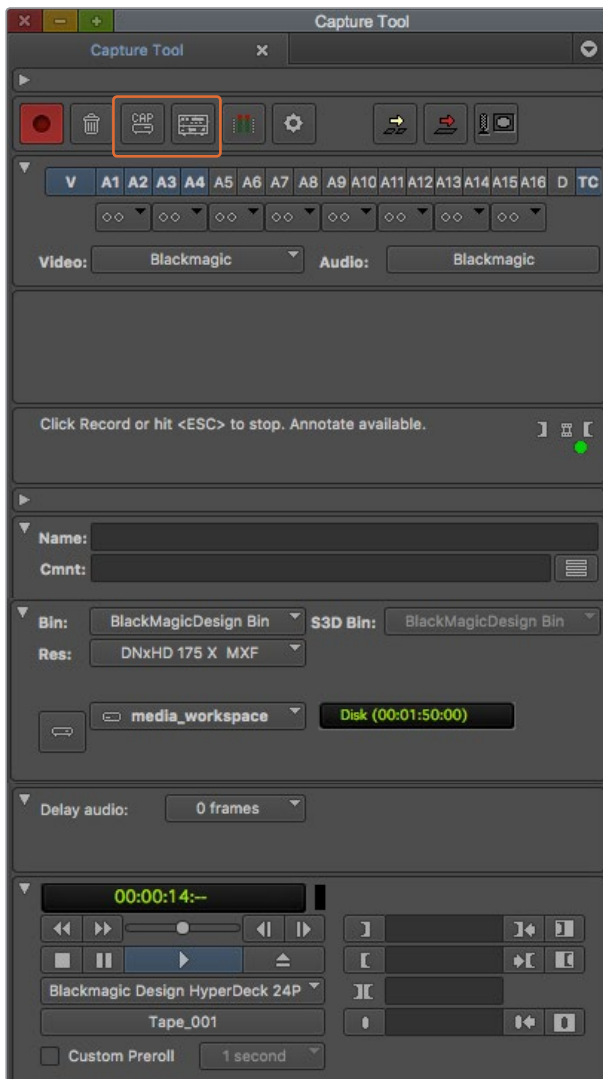 Capture Tool
Capture Tool
CAP
V A1 A2 A3 A4 A5 A6 A7 A8 A9 A10 A11 A12 A13 A14 A15 A16 D TC
Video: Blackmagic Audio: Blackmagic
Click Record or hit <ESC> to stop. Annotate available.
Name:
Cmnt:
Bin: BlackMagicDesign Bin S3D Bin: BlackMagicDesign Bin
Res: DNxHD 175 X MXF
media_workspace Disk (00:01:50:00)
Delay audio: 0 frames
00:00:14:--
Blackmagic Design HyperDeck 24P
Tape_001
Custom Preroll 1 second